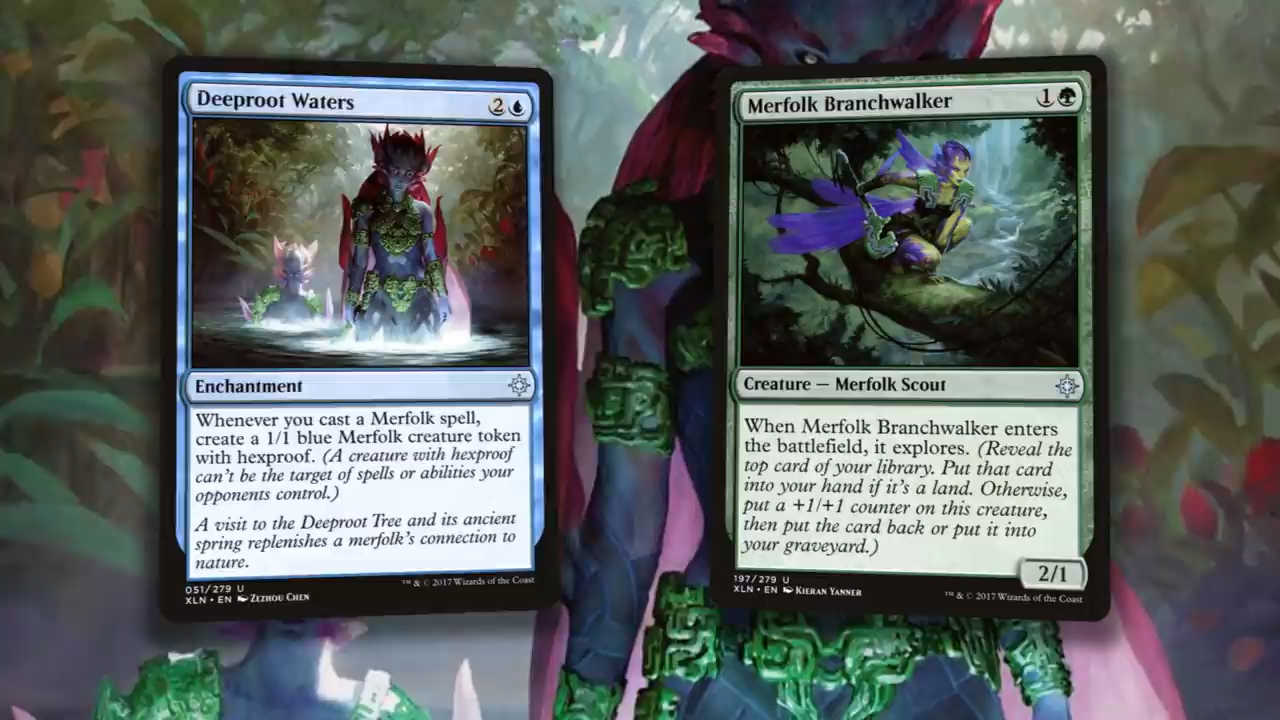 Deeproot Waters
2
Enchantment
Whenever you cast a Merfolk spell,
create a 1/1 blue Merfolk creature token
with hexproof. (A creature with hexproof
can't be the target of spells or abilities your
opponents control.)
A visit to the Deeproot Tree and its ancient
spring replenishes a merfolk's connection to
nature.
051/279 U
XLN • EN Zezhou Chen
™ & © 2017 Wizards of the Coast
Merfolk Branchwalker
1
Creature — Merfolk Scout
When Merfolk Branchwalker enters
the battlefield, it explores. (Reveal the
top card of your library. Put that card
into your hand if it's a land. Otherwise,
put a +1/+1 counter on this creature,
then put the card back or put it into
your graveyard.)
2/1
197/279 U
XLN • EN Kieran Yanner
™ & © 2017 Wizards of the Coast